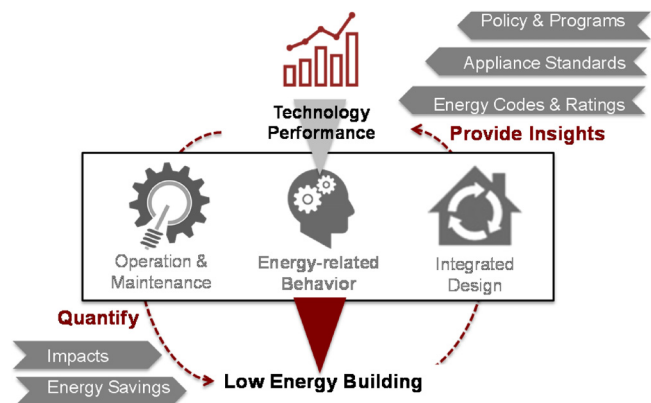 Policy & Programs
Appliance Standards
Energy Codes & Ratings
Technology
Performance
Provide Insights
Operation &
Maintenance
Energy-related
Behavior
Integrated
Design
Quantify
Impacts
Energy Savings
Low Energy Building